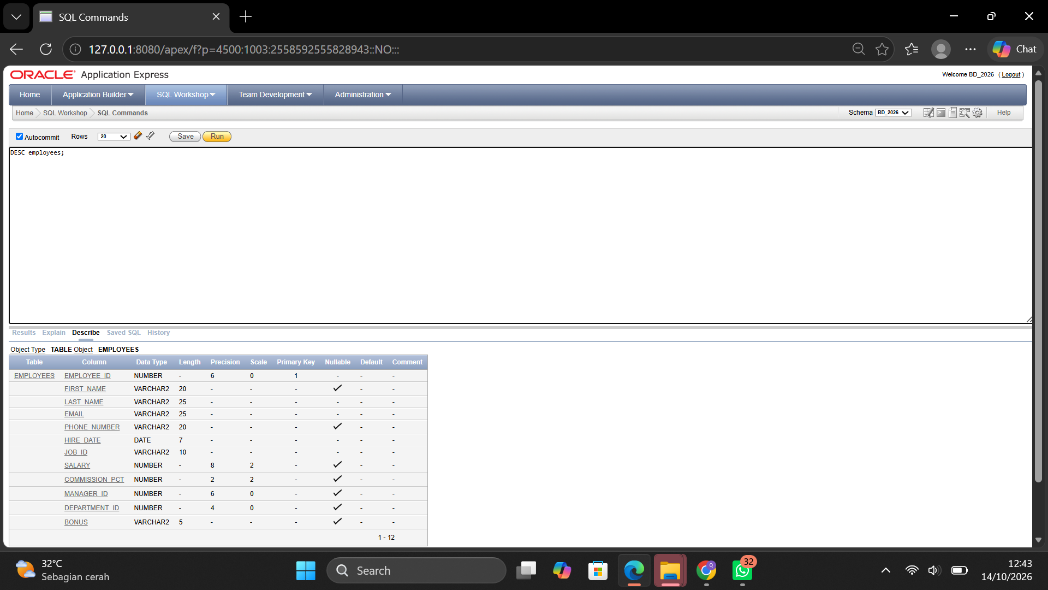 SQL Commands
127.0.0.1:8080/apex/f?p=4500:1003:2558592555828943::NO:::
Chat
ORACLE Application Express
Welcome BD_2026 (Logout)
Home Application Builder SQL Workshop Team Development Administration
Home SQL Workshop SQL Commands
Schema BD_2026
Help
Autocommit Rows 20 Save Run
DESC employees;
Results Explain Describe Saved SQL History
Object Type TABLE Object EMPLOYEES
Table Column Data Type Length Precision Scale Primary Key Nullable Default Comment
EMPLOYEES EMPLOYEE_ID NUMBER - 6 0 1 - - -
FIRST_NAME VARCHAR2 20 - - - ✓ - -
LAST_NAME VARCHAR2 25 - - - - - -
EMAIL VARCHAR2 25 - - - - - -
PHONE_NUMBER VARCHAR2 20 - - - ✓ - -
HIRE_DATE DATE 7 - - - - - -
JOB_ID VARCHAR2 10 - - - - - -
SALARY NUMBER - 8 2 - ✓ - -
COMMISSION_PCT NUMBER - 2 2 - ✓ - -
MANAGER_ID NUMBER - 6 0 - ✓ - -
DEPARTMENT_ID NUMBER - 4 0 - ✓ - -
BONUS VARCHAR2 5 - - - ✓ - -
1 - 12
32°C
Sebagian cerah
Search
32
12:43
14/10/2026